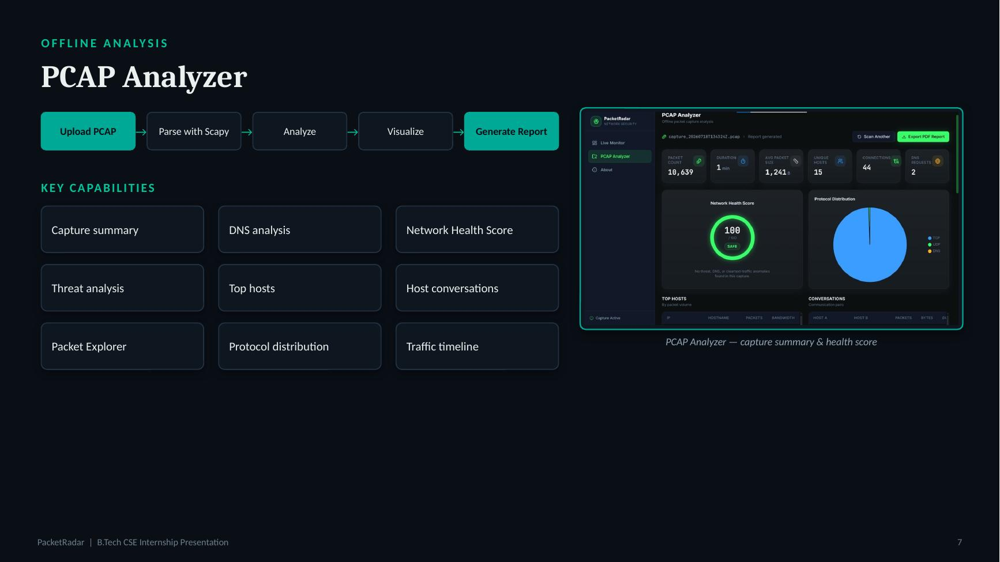 OFFLINE ANALYSIS
PCAP Analyzer
Upload PCAP
Parse with Scapy
Analyze
Visualize
Generate Report
KEY CAPABILITIES
Capture summary
DNS analysis
Network Health Score
Threat analysis
Top hosts
Host conversations
Packet Explorer
Protocol distribution
Traffic timeline
PacketRadar
NETWORK SECURITY
Live Monitor
PCAP Analyzer
About
Capture Active
PCAP Analyzer
Offline packet capture analysis
capture_20260718T134324Z.pcap · Report generated
Scan Another
Export PDF Report
PACKET COUNT
10,639
DURATION
1 min
AVG PACKET SIZE
1,241 B
UNIQUE HOSTS
15
CONNECTIONS
44
DNS REQUESTS
2
Network Health Score
100
/ 100
SAFE
No threat, DNS, or cleartext-traffic anomalies
found in this capture.
Protocol Distribution
TCP
UDP
DNS
TOP HOSTS
By packet volume
IP HOSTNAME PACKETS BANDWIDTH
CONVERSATIONS
Communication pairs
HOST A HOST B PACKETS BYTES
PCAP Analyzer — capture summary & health score
PacketRadar | B.Tech CSE Internship Presentation
7